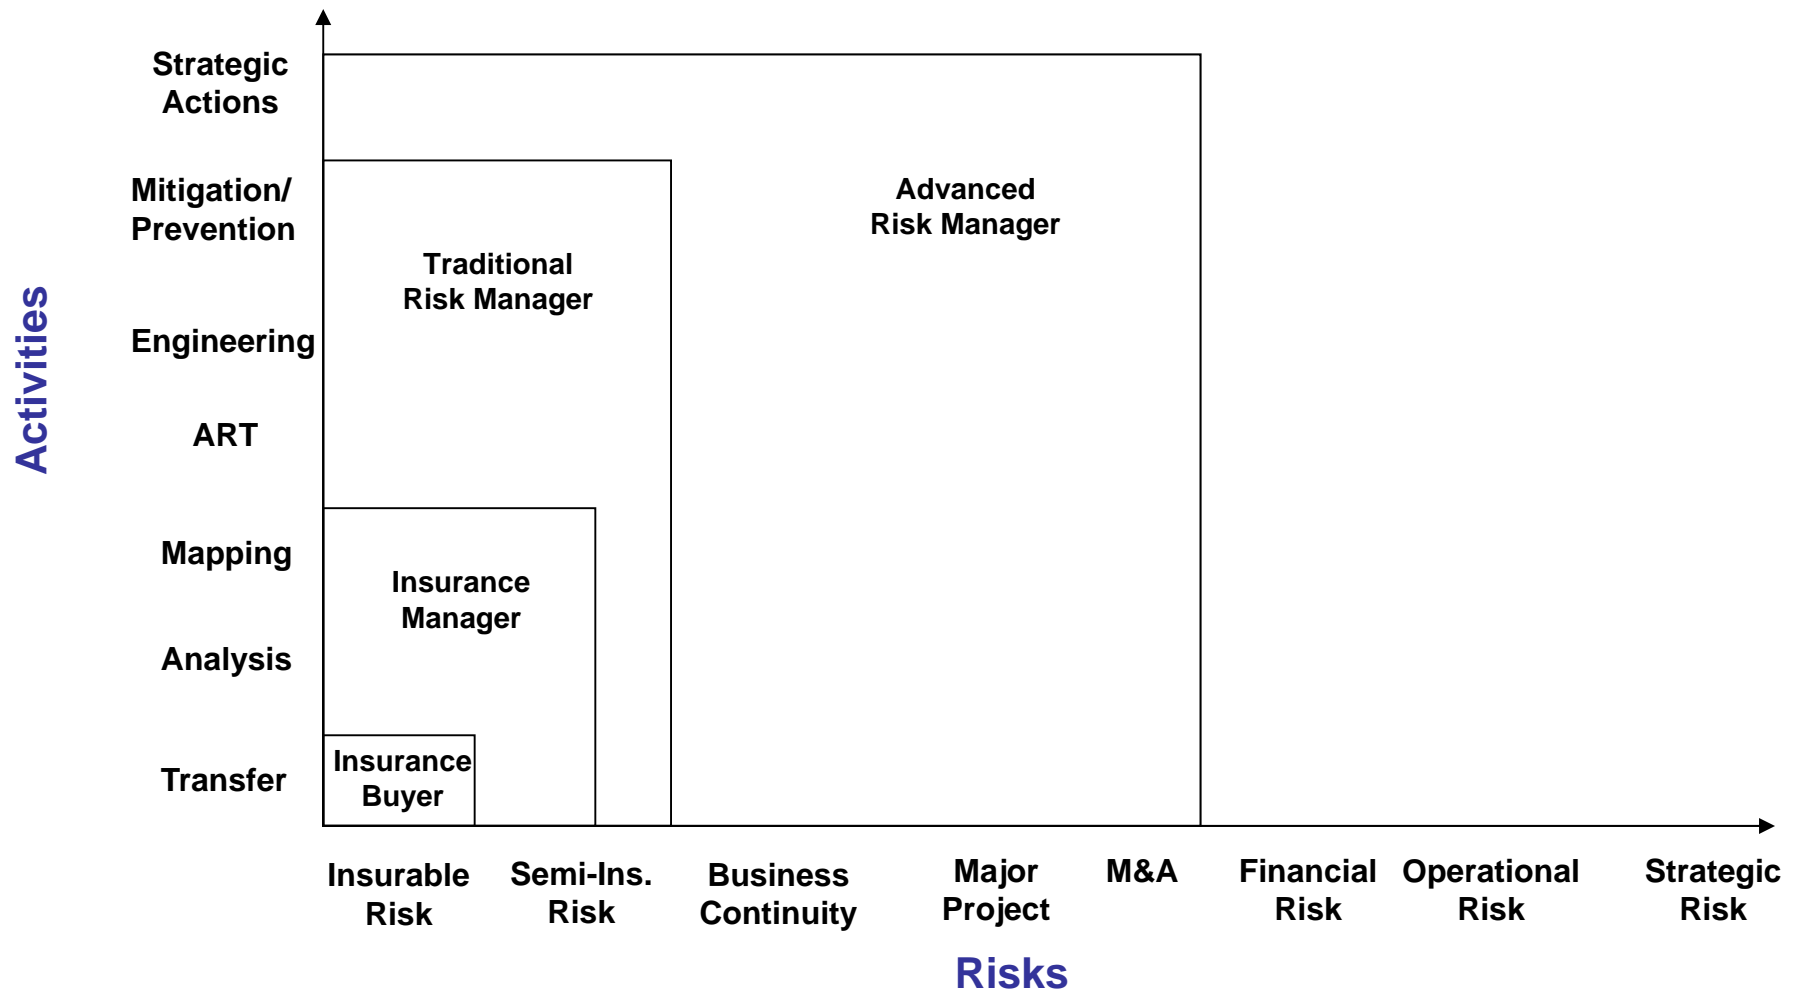 Strategic
Actions
Mitigation/
Prevention
Engineering
ART
Mapping
Analysis
Transfer
Activities
Advanced
Risk Manager
Traditional
Risk Manager
Insurance
Manager
Insurance
Buyer
Insurable
Risk
Semi-Ins.
Risk
Business
Continuity
Major
Project
M&A
Financial
Risk
Operational
Risk
Strategic
Risk
Risks